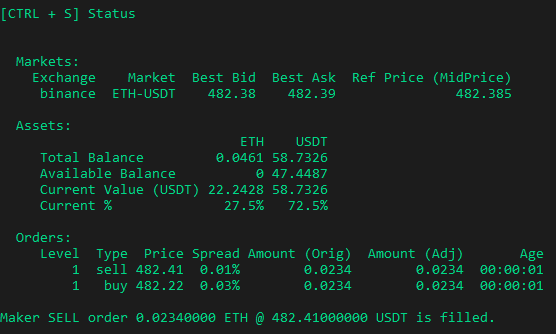 [CTRL + S] Status
Markets:
Exchange Market Best Bid Best Ask Ref Price (MidPrice)
binance ETH-USDT 482.38 482.39 482.385
Assets:
ETH USDT
Total Balance 0.0461 58.7326
Available Balance 0 47.4487
Current Value (USDT) 22.2428 58.7326
Current % 27.5% 72.5%
Orders:
Level Type Price Spread Amount (Orig) Amount (Adj) Age
1 sell 482.41 0.01% 0.0234 0.0234 00:00:01
1 buy 482.22 0.03% 0.0234 0.0234 00:00:01
Maker SELL order 0.02340000 ETH @ 482.41000000 USDT is filled.